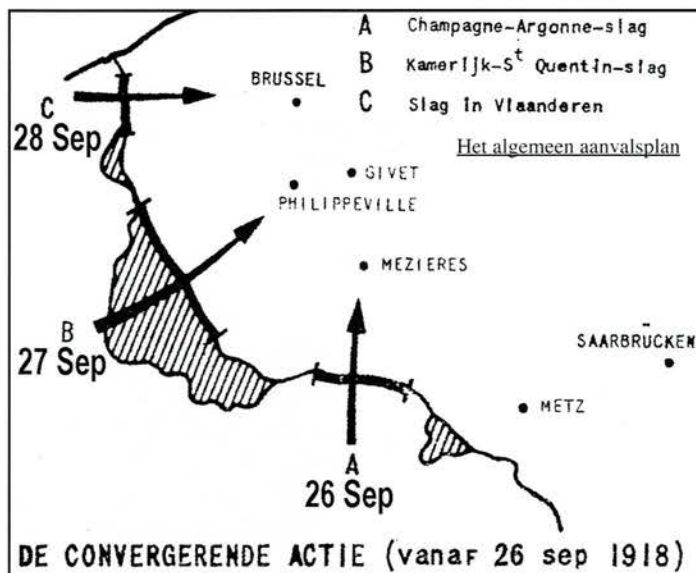 A Champagne-Argonne-slag
B Kamerijk-St Quentin-slag
C Slag in Vlaanderen
Het algemeen aanvalsplan
BRUSSEL
C
28 Sep
GIVET
PHILIPPEVILLE
MEZIERES
B
27 Sep
SAARBRÜCKEN
METZ
A
26 Sep
DE CONVERGERENDE ACTIE (vanaf 26 sep 1918)